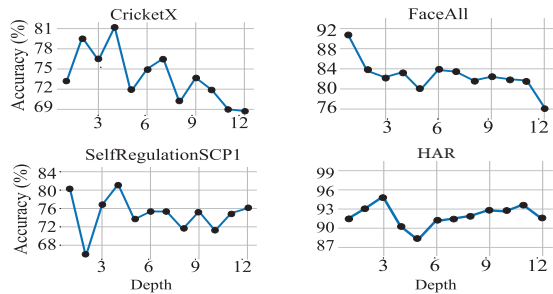 CricketX
Accuracy (%)
81
78
75
72
69
3 6 9 12
FaceAll
92
88
84
80
76
3 6 9 12
SelfRegulationSCP1
Accuracy (%)
84
80
76
72
68
3 6 9 12
Depth
HAR
99
96
93
90
87
3 6 9 12
Depth